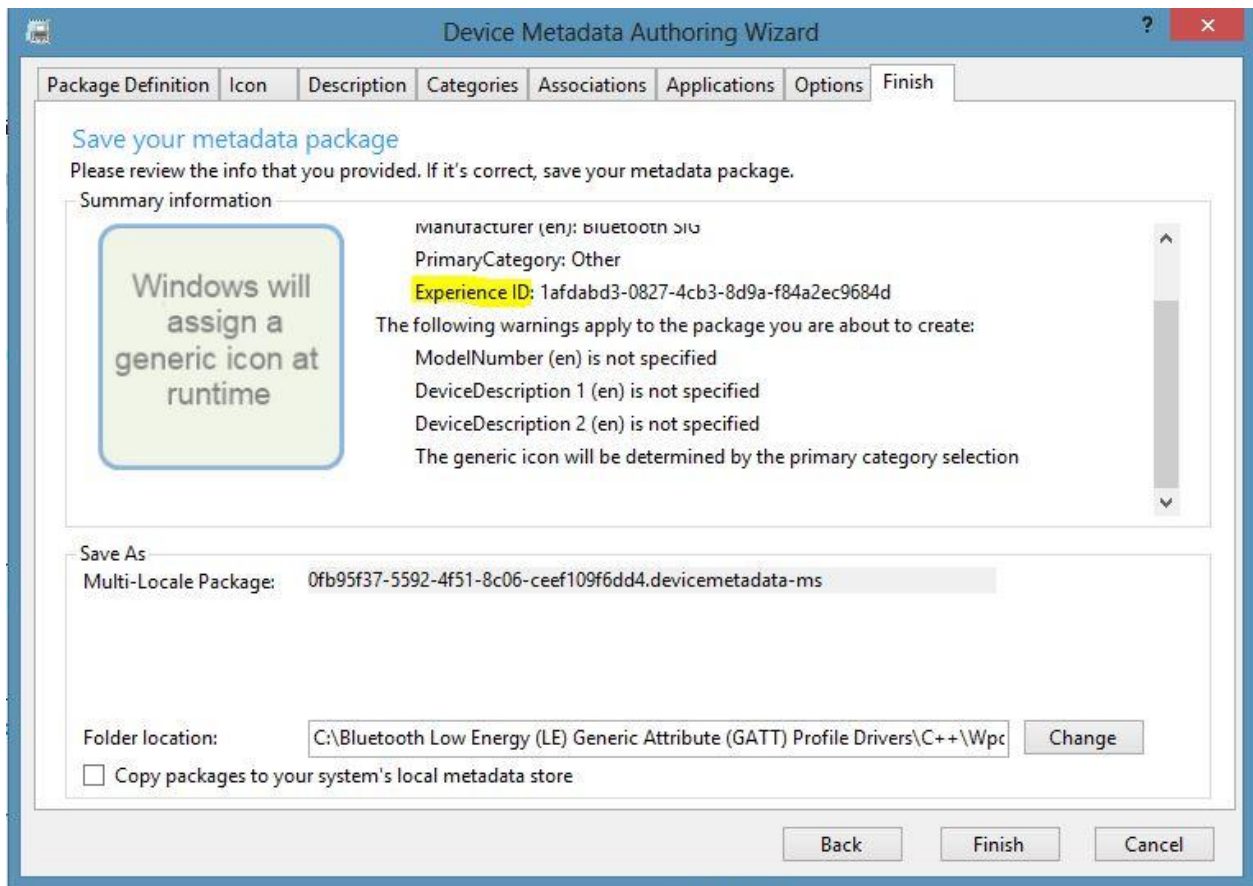 Device Metadata Authoring Wizard ?
Package Definition Icon Description Categories Associations Applications Options Finish
Save your metadata package
Please review the info that you provided. If it's correct, save your metadata package.
Summary information
Windows will
assign a
generic icon at
runtime
Manufacturer (en): Bluetooth SIG
PrimaryCategory: Other
Experience ID: 1afdabd3-0827-4cb3-8d9a-f84a2ec9684d
The following warnings apply to the package you are about to create:
ModelNumber (en) is not specified
DeviceDescription 1 (en) is not specified
DeviceDescription 2 (en) is not specified
The generic icon will be determined by the primary category selection
Save As
Multi-Locale Package: 0fb95f37-5592-4f51-8c06-ceef109f6dd4.devicemetadata-ms
Folder location: C:\Bluetooth Low Energy (LE) Generic Attribute (GATT) Profile Drivers\C++\Wpd Change
Copy packages to your system's local metadata store
Back Finish Cancel